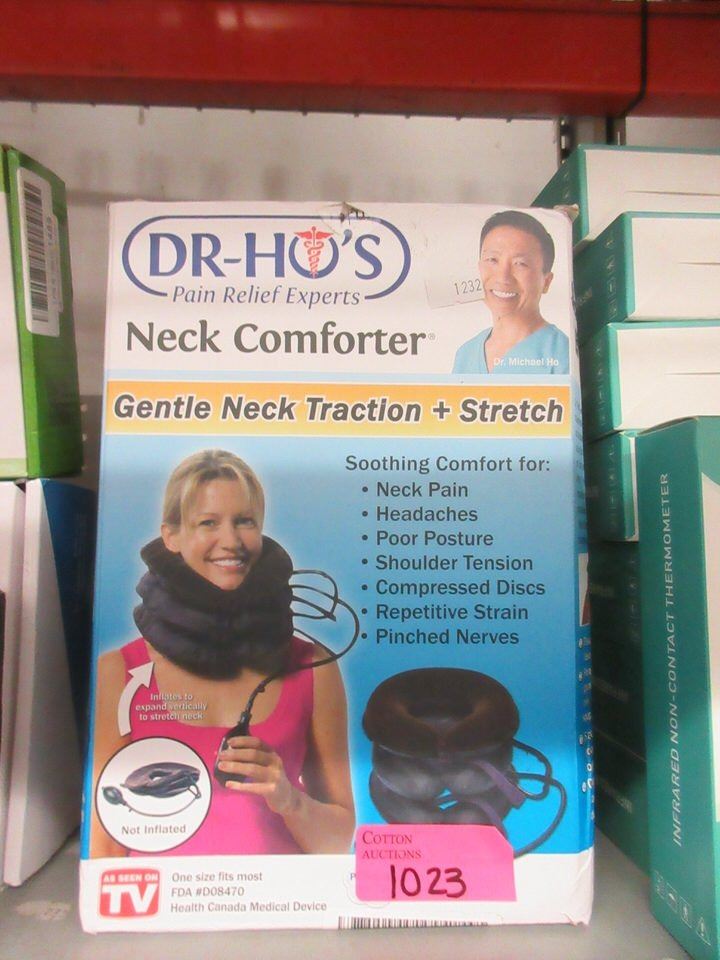 DR-HO'S
Pain Relief Experts
Neck Comforter®
1232
Dr. Michael Ho
Gentle Neck Traction + Stretch
Soothing Comfort for:
• Neck Pain
• Headaches
• Poor Posture
• Shoulder Tension
• Compressed Discs
• Repetitive Strain
• Pinched Nerves
Inflates to
expand vertically
to stretch neck
Not Inflated
AS SEEN ON
TV
One size fits most
FDA #D08470
Health Canada Medical Device
P
COTTON
AUCTIONS
1023
INFRARED NON-CONTACT THERMOMETER